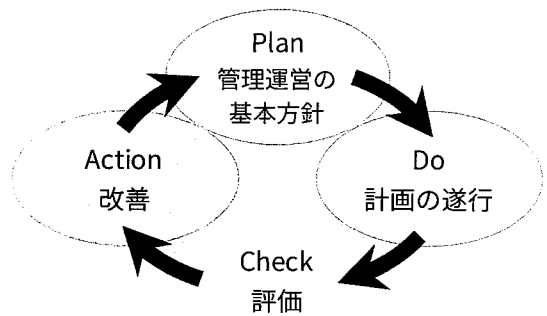 Plan
管理運営の
基本方針
Do
計画の遂行
Check
評価
Action
改善